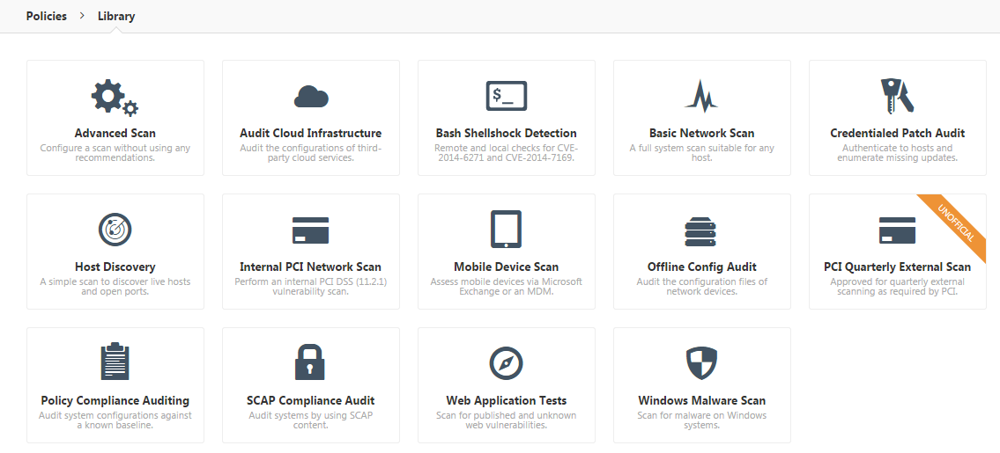 Policies > Library
Advanced Scan
Configure a scan without using any
recommendations.
Audit Cloud Infrastructure
Audit the configurations of third-
party cloud services.
$_
Bash Shellshock Detection
Remote and local checks for CVE-
2014-6271 and CVE-2014-7169.
Basic Network Scan
A full system scan suitable for any
host.
Credentialed Patch Audit
Authenticate to hosts and
enumerate missing updates.
Host Discovery
A simple scan to discover live hosts
and open ports.
Internal PCI Network Scan
Perform an internal PCI DSS (11.2.1)
vulnerability scan.
Mobile Device Scan
Assess mobile devices via Microsoft
Exchange or an MDM.
Offline Config Audit
Audit the configuration files of
network devices.
UNOFFICIAL
PCI Quarterly External Scan
Approved for quarterly external
scanning as required by PCI.
Policy Compliance Auditing
Audit system configurations against
a known baseline.
SCAP Compliance Audit
Audit systems by using SCAP
content.
Web Application Tests
Scan for published and unknown
web vulnerabilities.
Windows Malware Scan
Scan for malware on Windows
systems.